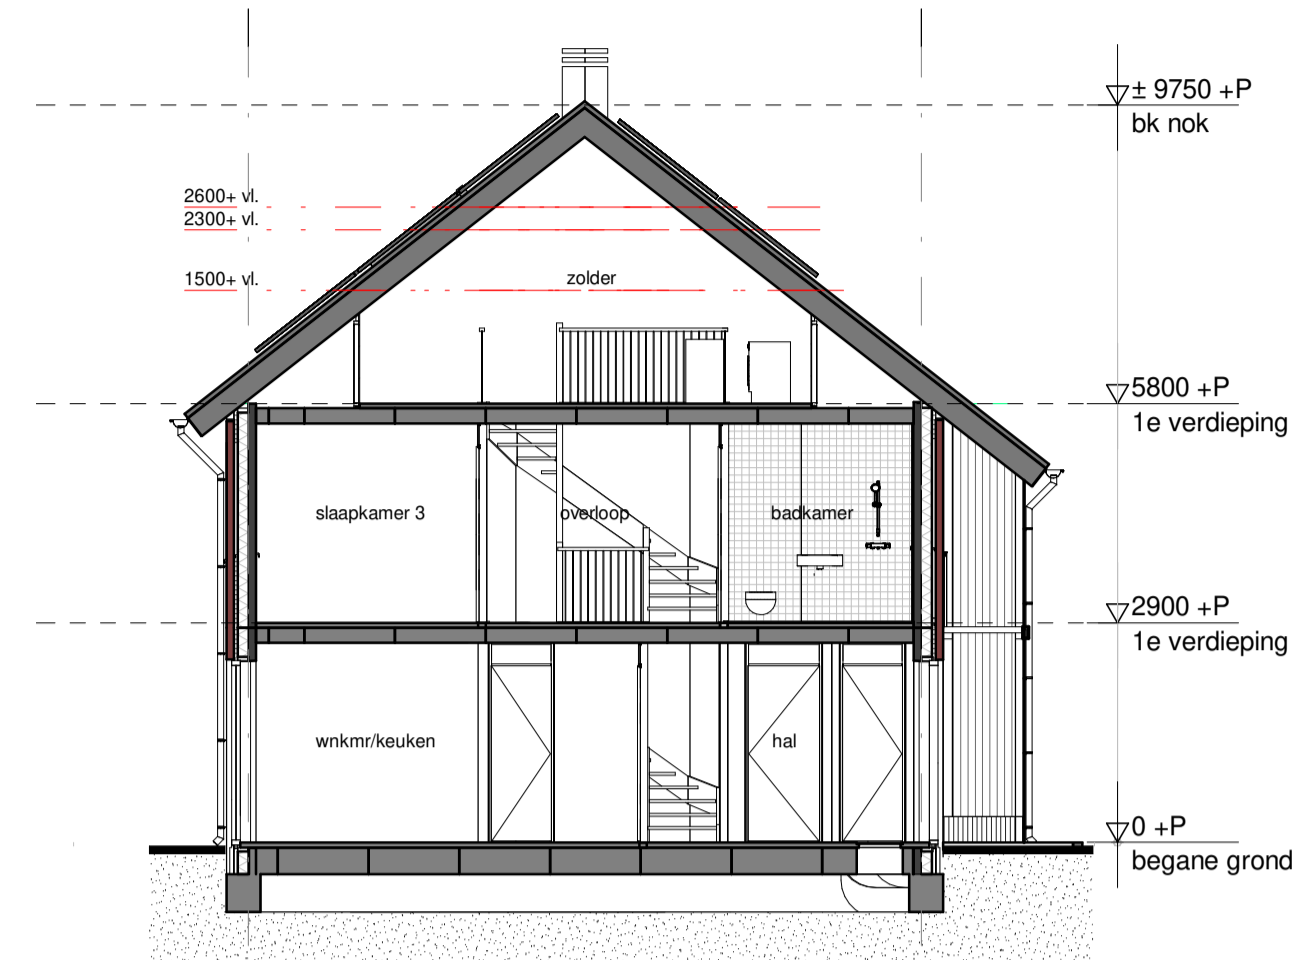 ± 9750 +P
bk nok
2600+ vl.
2300+ vl.
1500+ vl.
zolder
5800 +P
1e verdieping
slaapkamer 3
overloop
badkamer
2900 +P
1e verdieping
wnkmr/keuken
hal
0 +P
begane grond